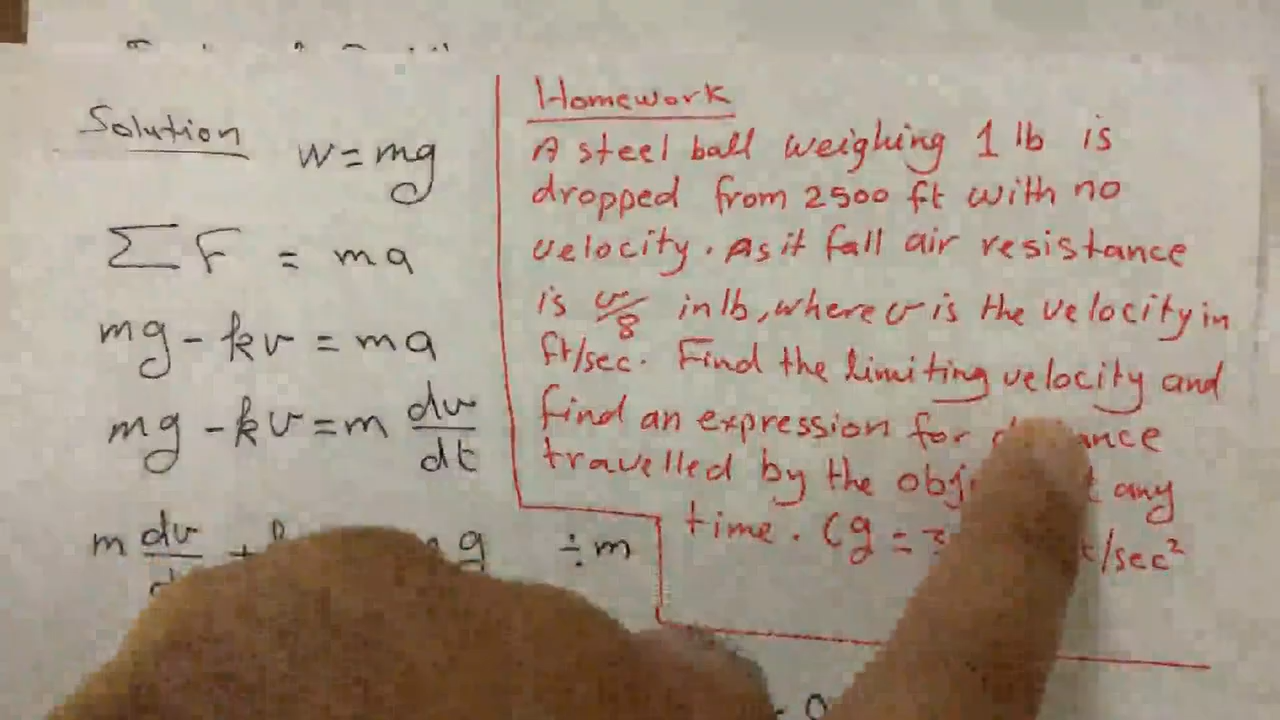 Solution
W = mg
Σ F = ma
mg - kv = ma
mg - kv = m dv/dt
m dv/ g ÷m
Homework
A steel ball weighing 1 lb is
dropped from 2500 ft with no
velocity. As it fall air resistance
is v/8 in lb, where v is the velocity in
ft/sec. Find the limiting velocity and
find an expression for
travelled by the any
time. (g = /sec²